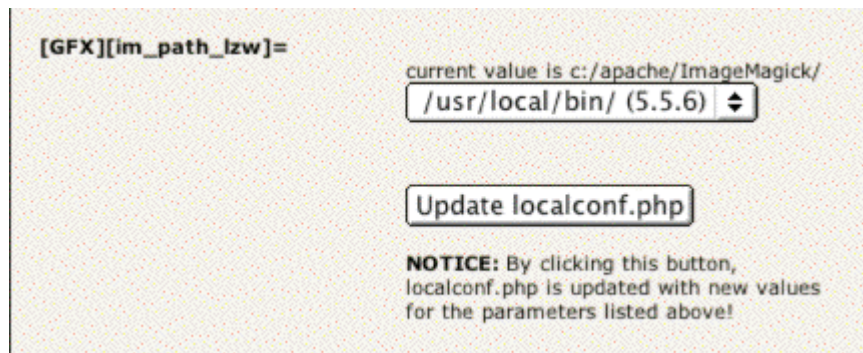 [GFX][im_path_lzw]=
current value is c:/apache/ImageMagick/
/usr/local/bin/ (5.5.6)
Update localconf.php
NOTICE: By clicking this button,
localconf.php is updated with new values
for the parameters listed above!